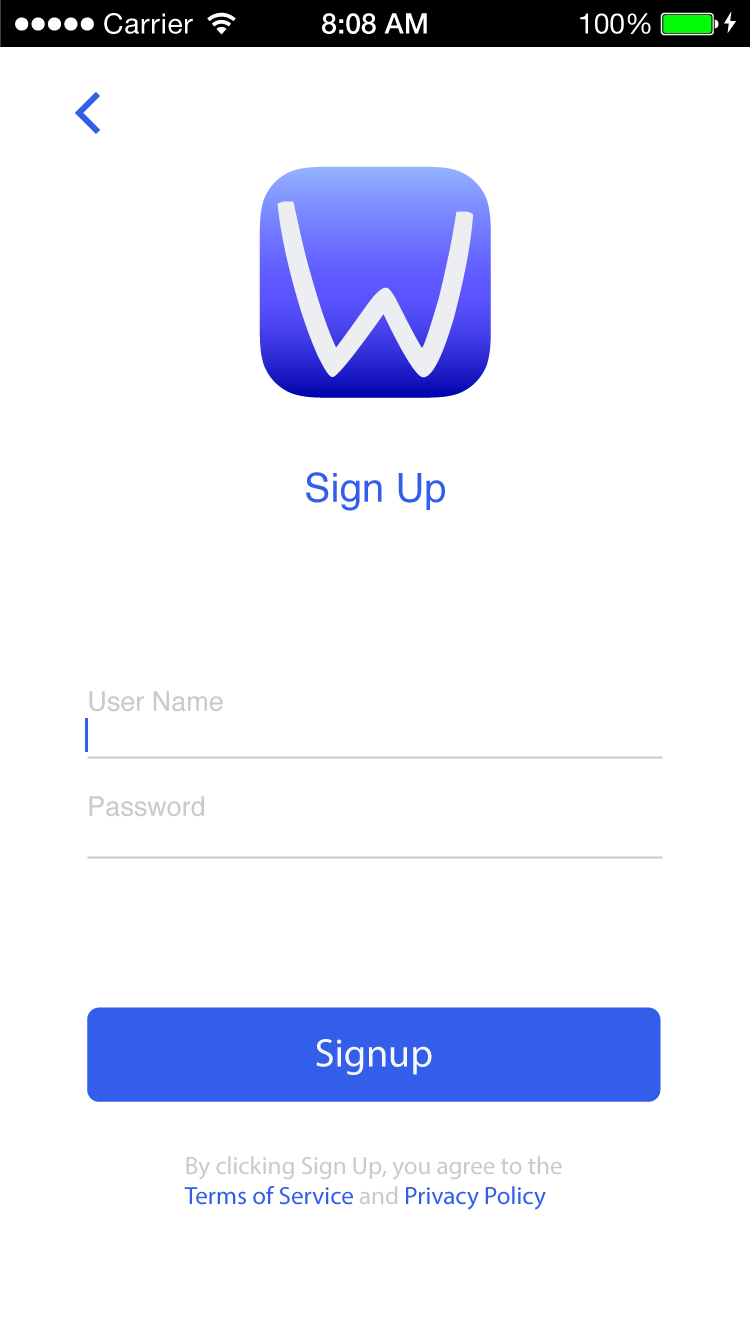 Carrier 8:08 AM 100%
W
Sign Up
User Name
Password
Signup
By clicking Sign Up, you agree to the
Terms of Service and Privacy Policy